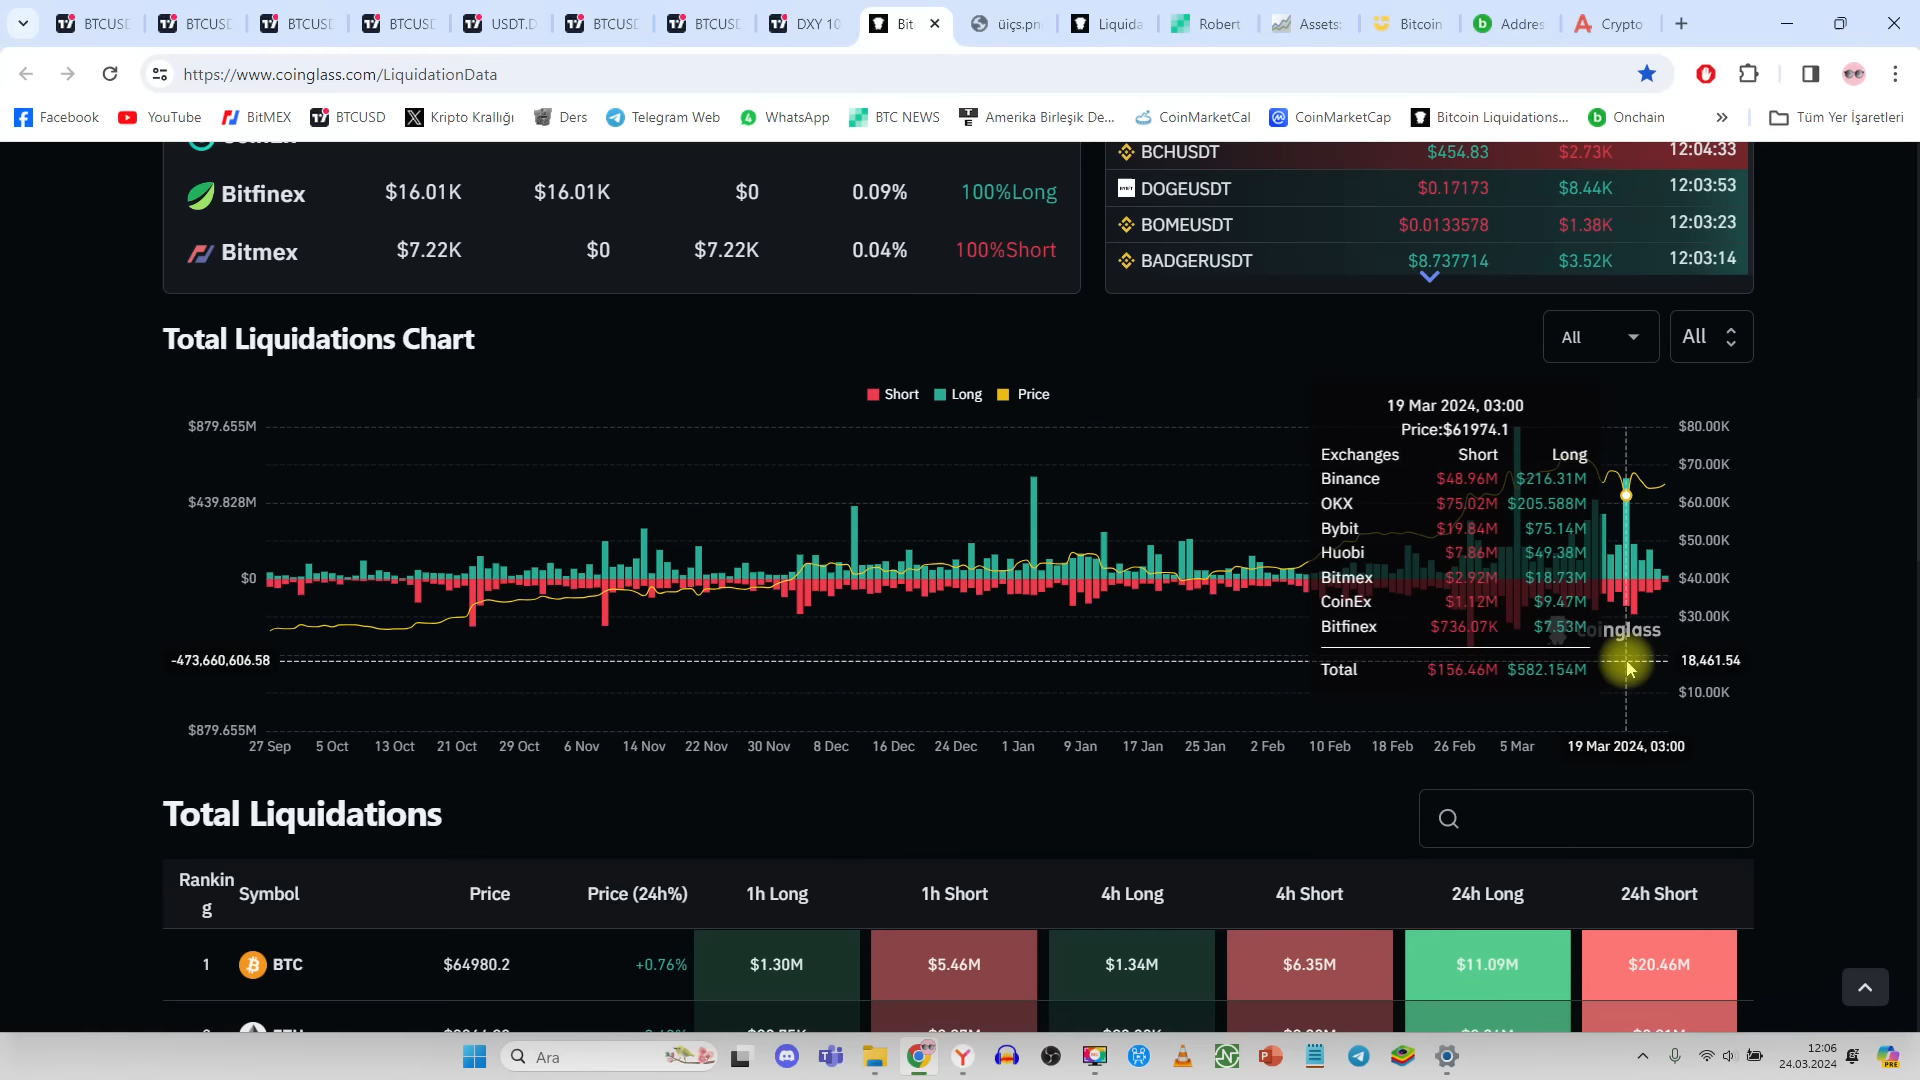 BTCUSD
BTCUSD
BTCUSD
BTCUSD
USDT.D
BTCUSD
BTCUSD
DXY 10
Bit
üiçs.pn
Liquida
Robert
Assets:
Bitcoin
Addres
Crypto
https://www.coinglass.com/LiquidationData
Facebook
YouTube
BitMEX
BTCUSD
Kripto Krallığı
Ders
Telegram Web
WhatsApp
BTC NEWS
Amerika Birleşik De...
CoinMarketCal
CoinMarketCap
Bitcoin Liquidations...
Onchain
Tüm Yer İşaretleri
Bitfinex $16.01K $16.01K $0 0.09% 100%Long
Bitmex $7.22K $0 $7.22K 0.04% 100%Short
BCHUSDT $454.83 $2.73K 12:04:33
DOGEUSDT $0.17173 $8.44K 12:03:53
BOMEUSDT $0.0133578 $1.38K 12:03:23
BADGERUSDT $8.737714 $3.52K 12:03:14
Total Liquidations Chart
All
All
Short Long Price
$879.655M
$439.828M
$0
-473,660,606.58
$879.655M
19 Mar 2024, 03:00
Price:$61974.1
Exchanges Short Long
Binance $48.96M $216.31M
OKX $75.02M $205.588M
Bybit $19.84M $75.14M
Huobi $7.86M $49.38M
Bitmex $2.92M $18.73M
CoinEx $1.12M $9.47M
Bitfinex $736.07K $7.53M
Total $156.46M $582.154M
coinglass
$80.00K
$70.00K
$60.00K
$50.00K
$40.00K
$30.00K
18,461.54
$10.00K
27 Sep 5 Oct 13 Oct 21 Oct 29 Oct 6 Nov 14 Nov 22 Nov 30 Nov 8 Dec 16 Dec 24 Dec 1 Jan 9 Jan 17 Jan 25 Jan 2 Feb 10 Feb 18 Feb 26 Feb 5 Mar 19 Mar 2024, 03:00
Total Liquidations
Rankin
g
Symbol Price Price (24h%) 1h Long 1h Short 4h Long 4h Short 24h Long 24h Short
1 BTC $64980.2 +0.76% $1.30M $5.46M $1.34M $6.35M $11.09M $20.46M
Ara
12:06
24.03.2024
PRE